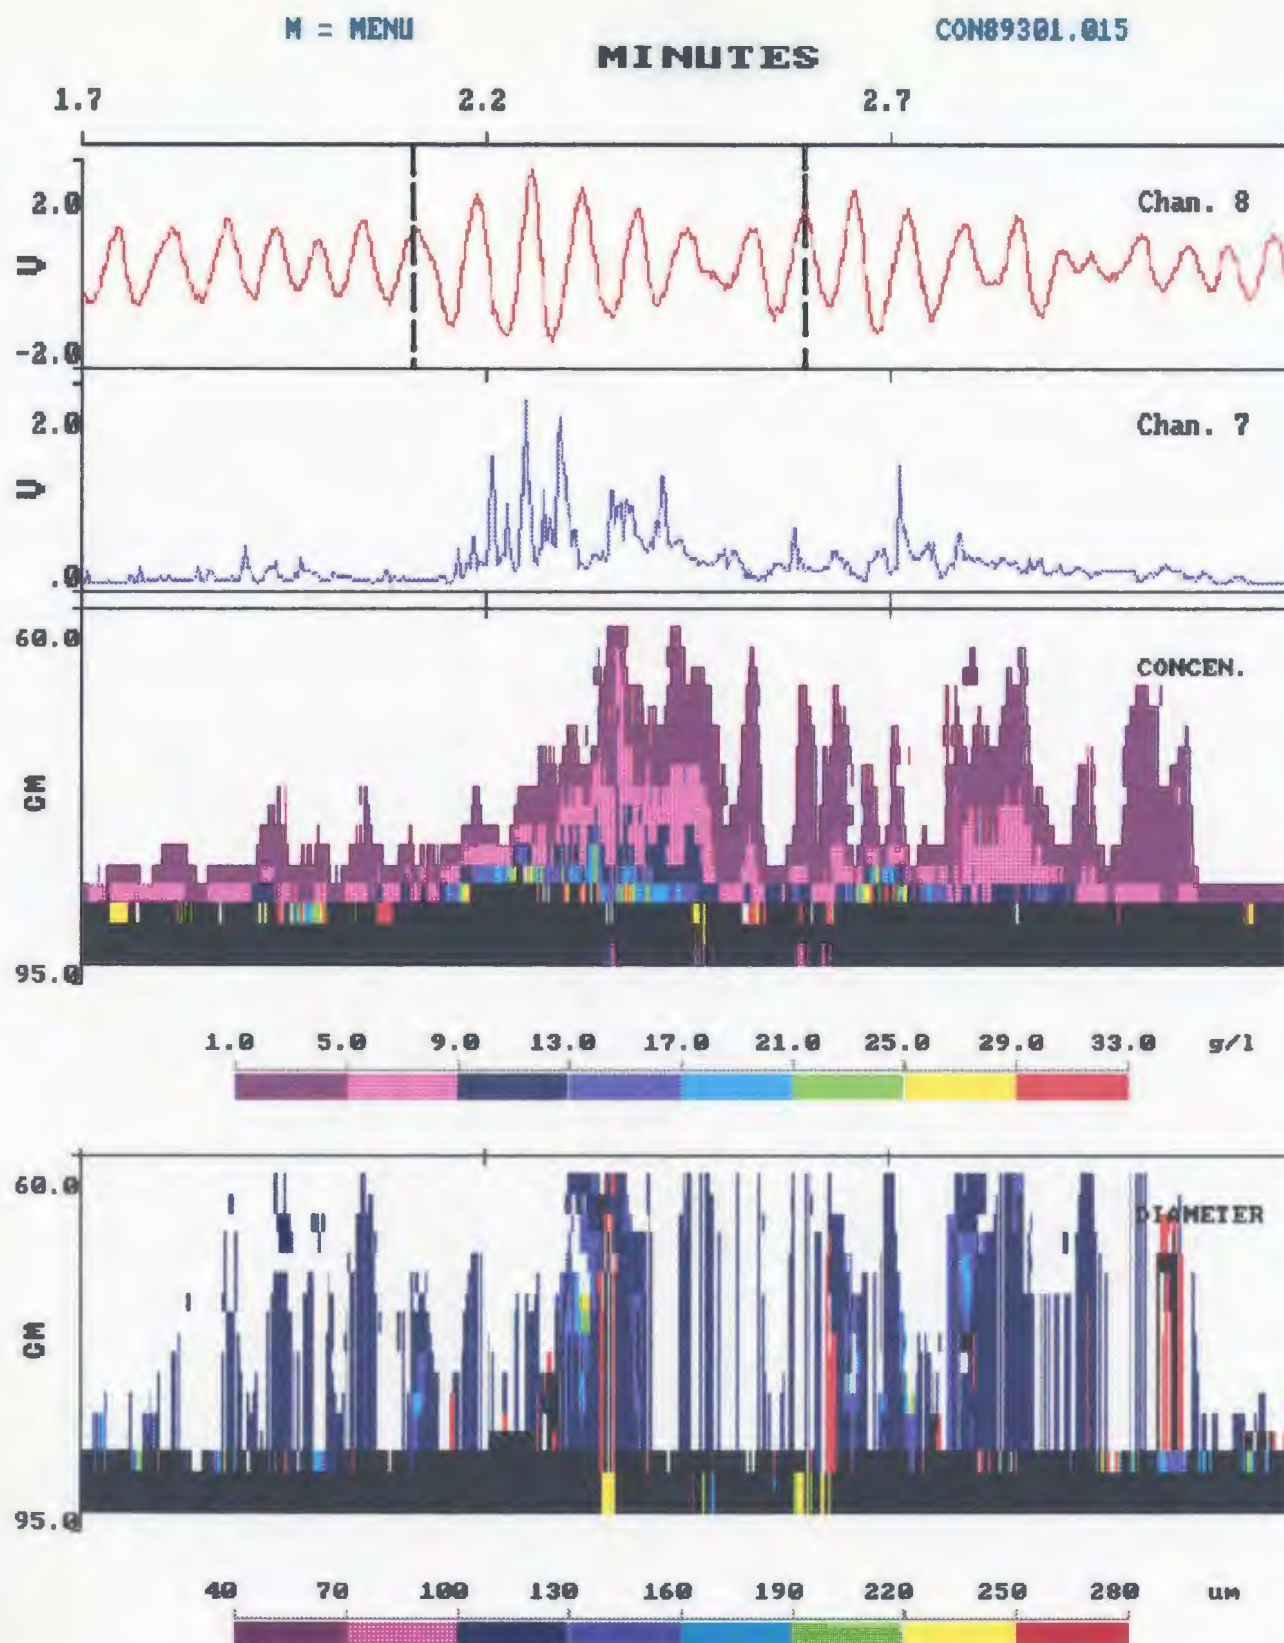 M = MENU CON89301.015
MINUTES
1.7 2.2 2.7
2.0 Chan. 8
V
-2.0
2.0 Chan. 7
V
.0
60.0
CONCEN.
CM
95.0
1.0 5.0 9.0 13.0 17.0 21.0 25.0 29.0 33.0 g/l
60.0
DIAMETER
CM
95.0
40 70 100 130 160 190 220 250 280 um